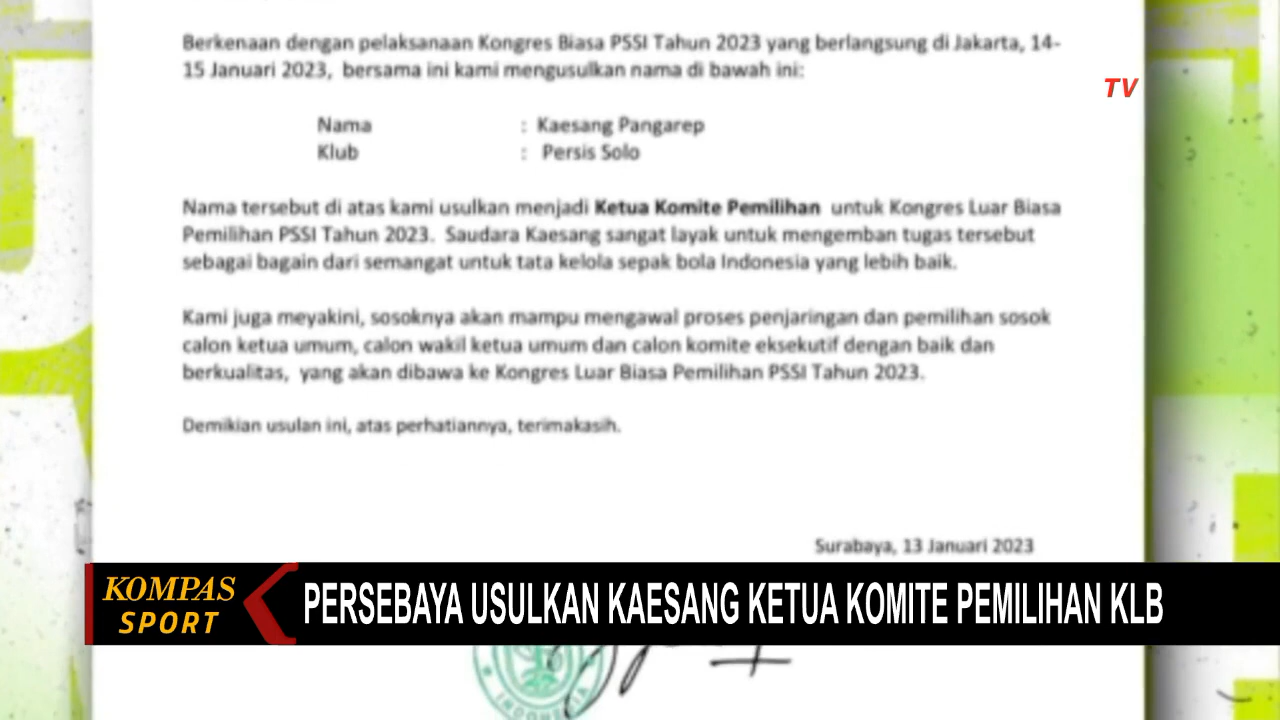 Berkenaan dengan pelaksanaan Kongres Biasa PSSI Tahun 2023 yang berlangsung di Jakarta, 14-
15 Januari 2023, bersama ini kami mengusulkan nama di bawah ini:
TV
Nama : Kaesang Pangarep
Klub : Persis Solo
Nama tersebut di atas kami usulkan menjadi Ketua Komite Pemilihan untuk Kongres Luar Biasa
Pemilihan PSSI Tahun 2023. Saudara Kaesang sangat layak untuk mengemban tugas tersebut
sebagai bagain dari semangat untuk tata kelola sepak bola Indonesia yang lebih baik.
Kami juga meyakini, sosoknya akan mampu mengawal proses penjaringan dan pemilihan sosok
calon ketua umum, calon wakil ketua umum dan calon komite eksekutif dengan baik dan
berkualitas, yang akan dibawa ke Kongres Luar Biasa Pemilihan PSSI Tahun 2023.
Demikian usulan ini, atas perhatiannya, terimakasih.
Surabaya, 13 Januari 2023
KOMPAS
SPORT
PERSEBAYA USULKAN KAESANG KETUA KOMITE PEMILIHAN KLB
INDONESIA